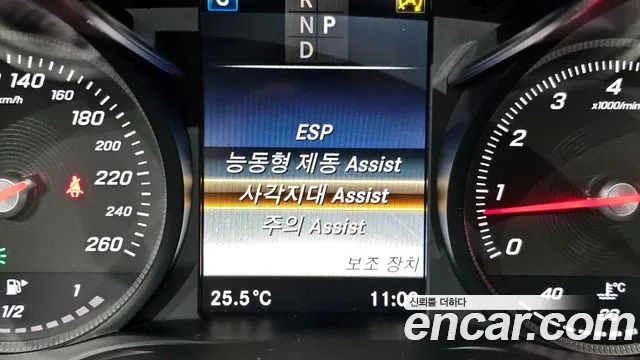 R
N P
D
140
160
180
200
220
240
260
km/h
1/2
1
ESP
능동형 제동 Assist
사각지대 Assist
주의 Assist
보조 장치
25.5°C
11:0
4
3
2
1
0
x1000/min
40
°C
신뢰를 더하다
encar.com